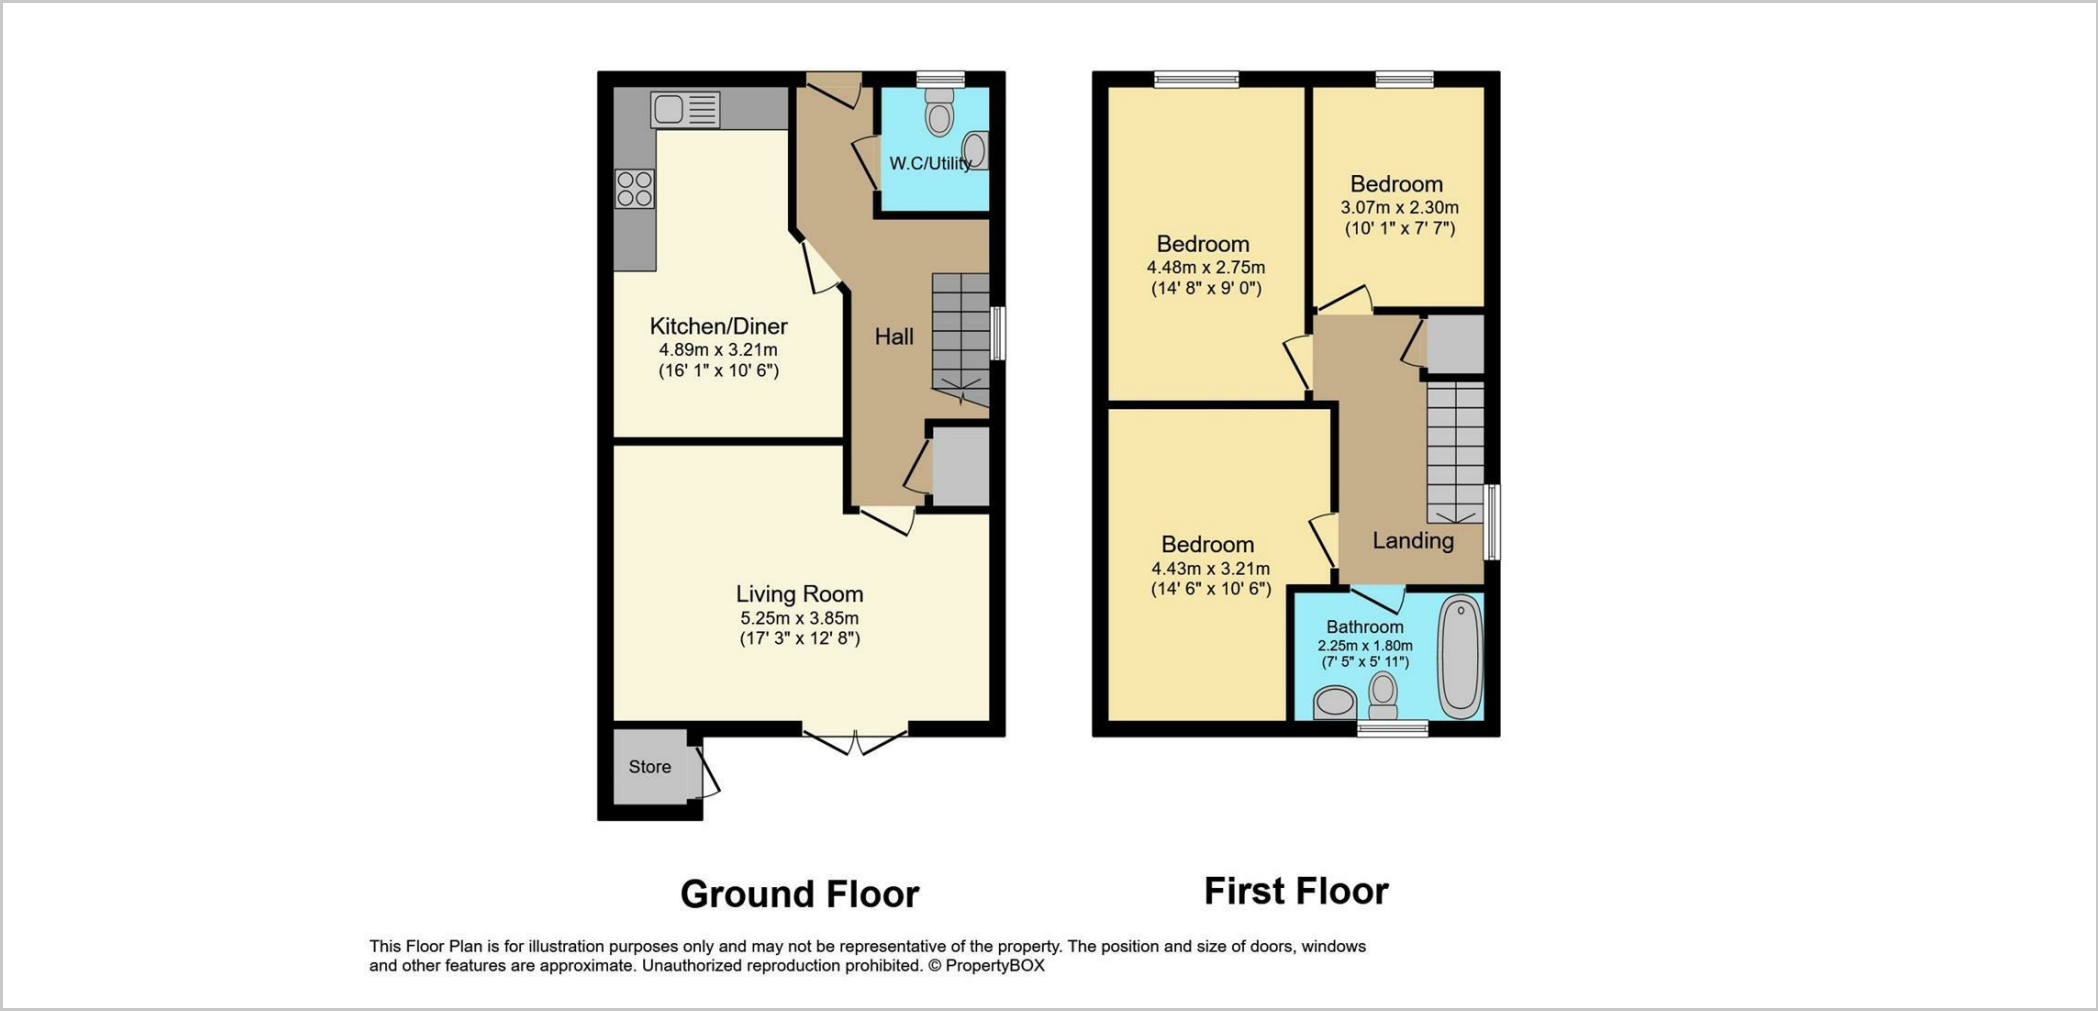 W.C/Utility
Kitchen/Diner
4.89m x 3.21m
(16' 1" x 10' 6")
Hall
Living Room
5.25m x 3.85m
(17' 3" x 12' 8")
Store
Ground Floor
Bedroom
3.07m x 2.30m
(10' 1" x 7' 7")
Bedroom
4.48m x 2.75m
(14' 8" x 9' 0")
Bedroom
4.43m x 3.21m
(14' 6" x 10' 6")
Landing
Bathroom
2.25m x 1.80m
(7' 5" x 5' 11")
First Floor
This Floor Plan is for illustration purposes only and may not be representative of the property. The position and size of doors, windows
and other features are approximate. Unauthorized reproduction prohibited. © PropertyBOX